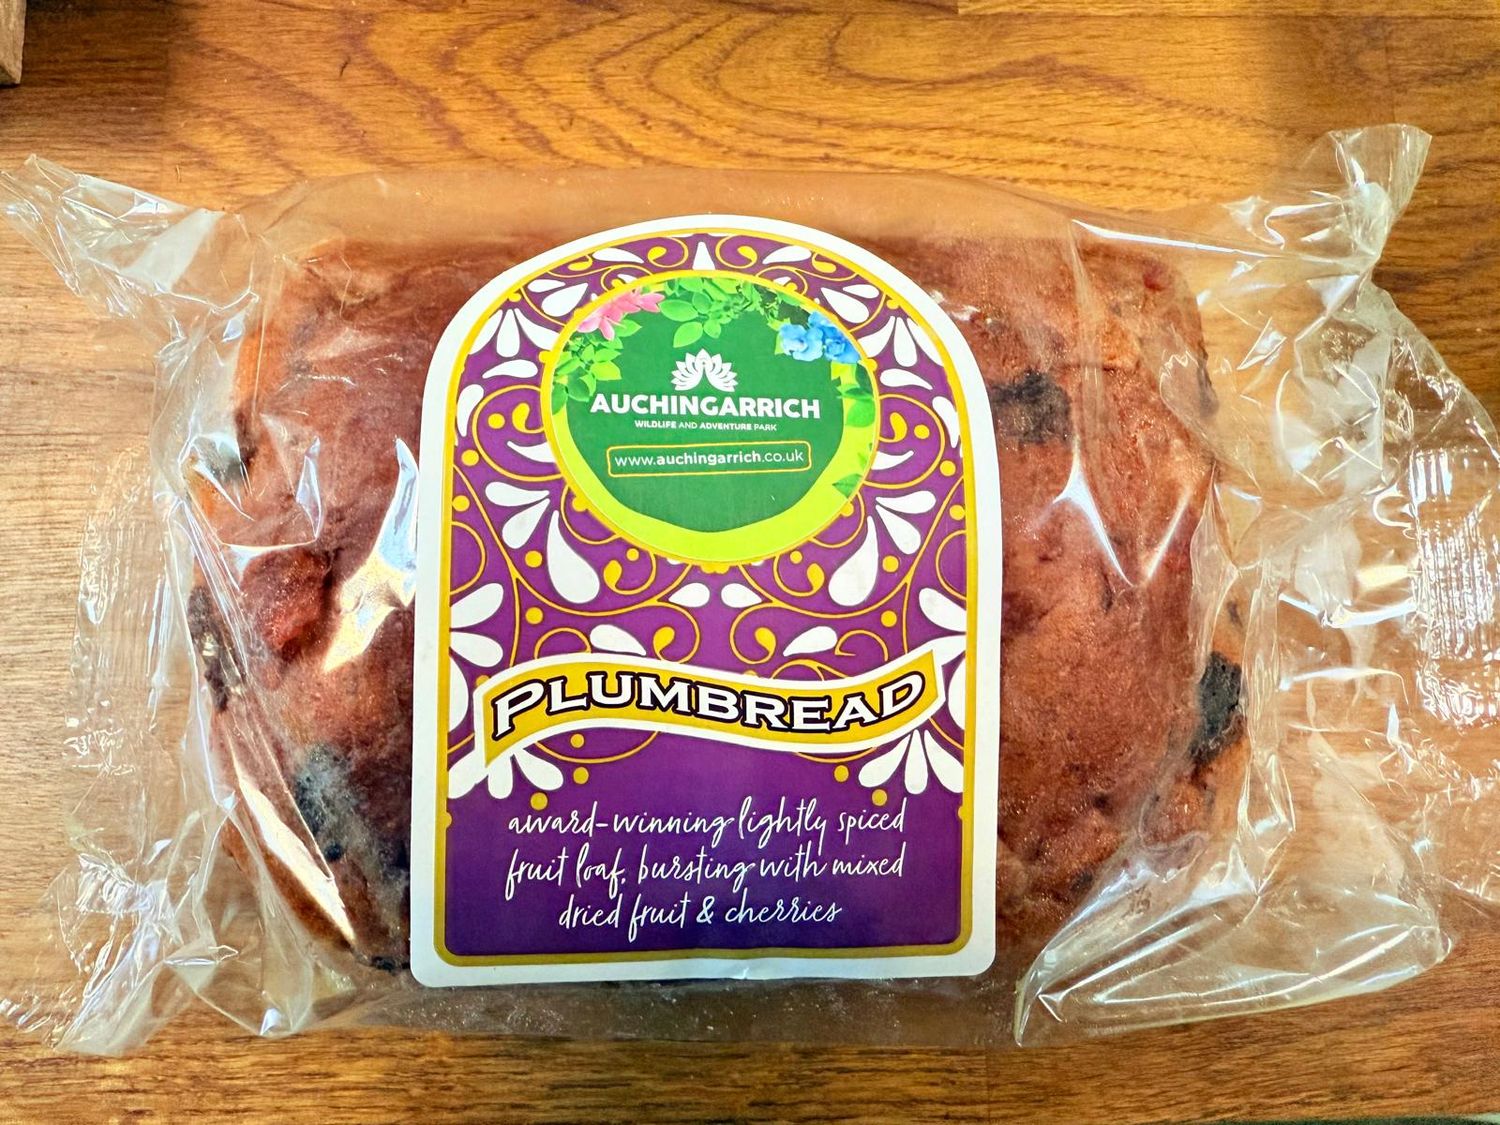 AUCHINGARRICH
WILDLIFE AND ADVENTURE PARK
www.auchingarrich.co.uk
PLUMBREAD
award-winning lightly spiced
fruit loaf, bursting with mixed
dried fruit & cherries